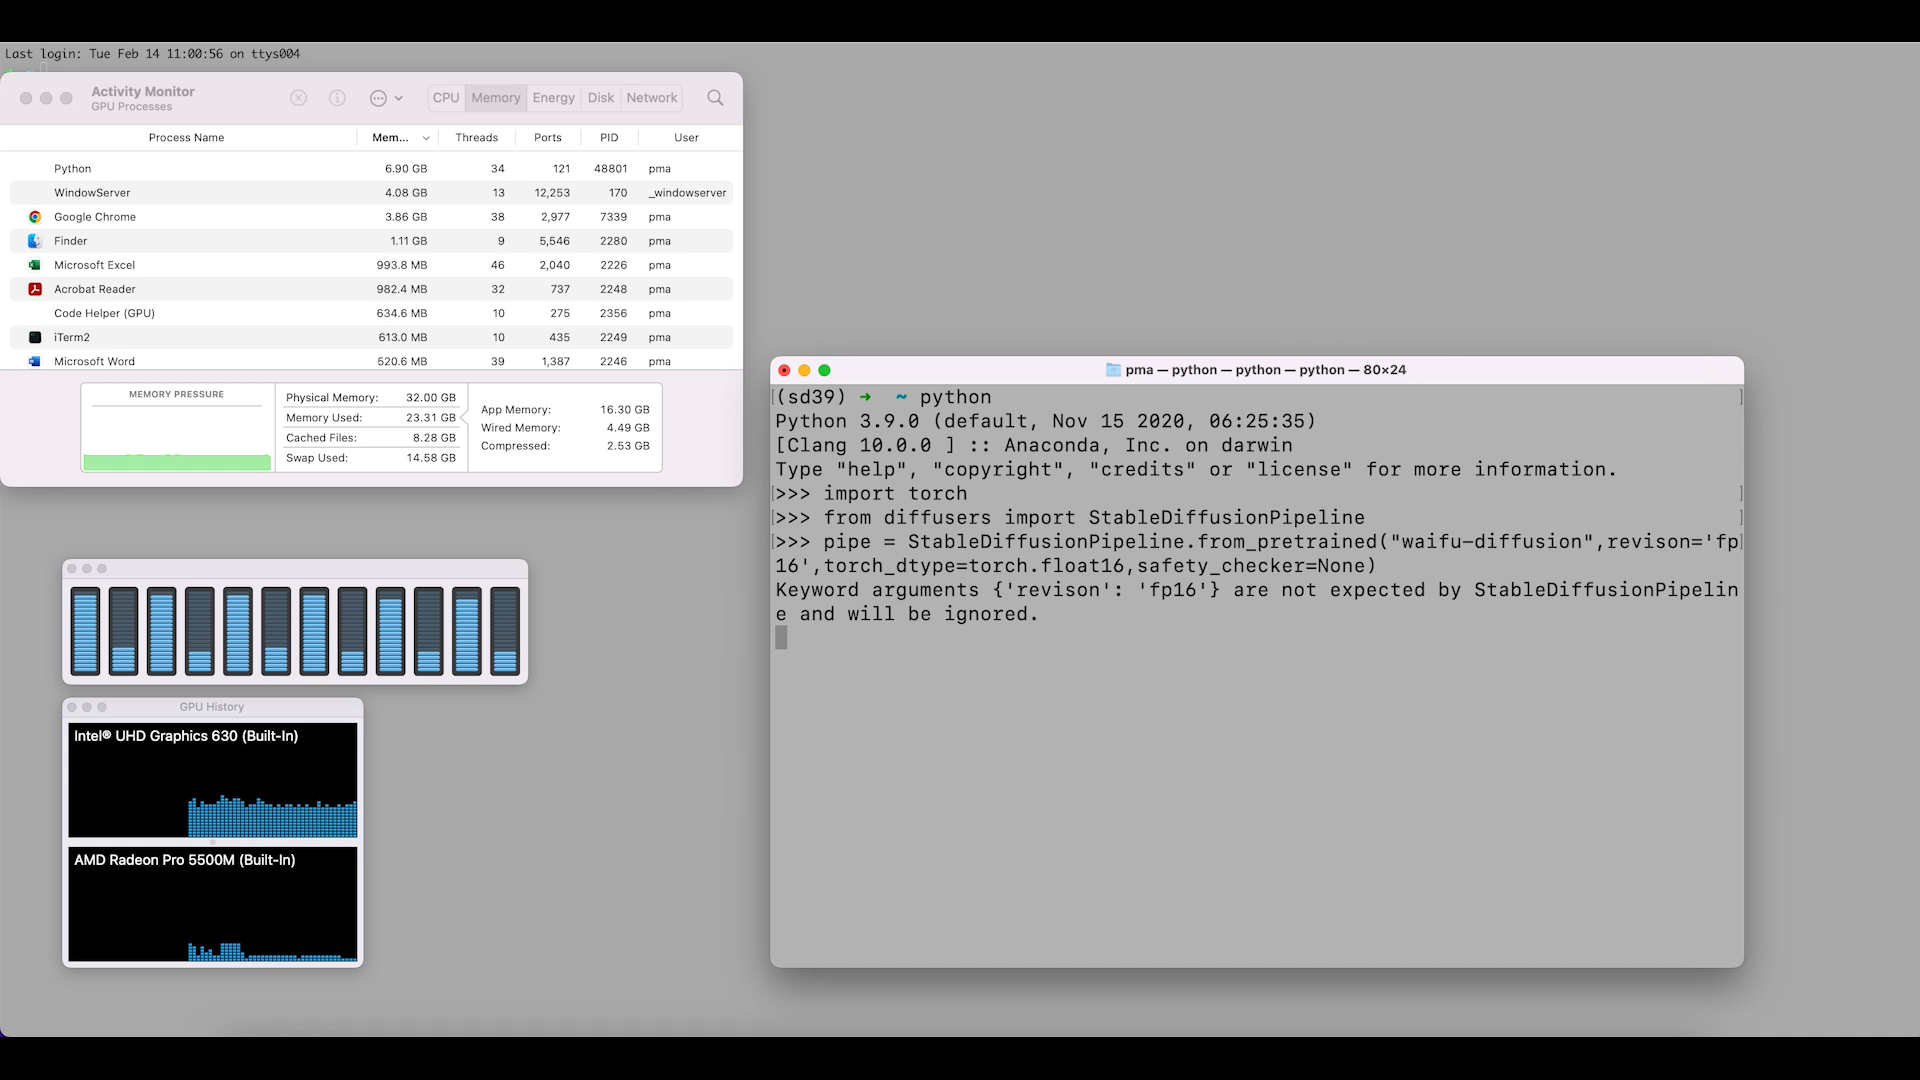 Last login: Tue Feb 14 11:00:56 on ttys004
Activity Monitor
GPU Processes
CPU Memory Energy Disk Network
Process Name Mem... Threads Ports PID User
Python 6.90 GB 34 121 48801 pma
WindowServer 4.08 GB 13 12,253 170 _windowserver
Google Chrome 3.86 GB 38 2,977 7339 pma
Finder 1.11 GB 9 5,546 2280 pma
Microsoft Excel 993.8 MB 46 2,040 2226 pma
Acrobat Reader 982.4 MB 32 737 2248 pma
Code Helper (GPU) 634.6 MB 10 275 2356 pma
iTerm2 613.0 MB 10 435 2249 pma
Microsoft Word 520.6 MB 39 1,387 2246 pma
MEMORY PRESSURE
Physical Memory: 32.00 GB
Memory Used: 23.31 GB
Cached Files: 8.28 GB
Swap Used: 14.58 GB
App Memory: 16.30 GB
Wired Memory: 4.49 GB
Compressed: 2.53 GB
GPU History
Intel® UHD Graphics 630 (Built-In)
AMD Radeon Pro 5500M (Built-In)
pma — python — python — python — 80×24
[(sd39) ➜ ~ python ]
Python 3.9.0 (default, Nov 15 2020, 06:25:35)
[Clang 10.0.0 ] :: Anaconda, Inc. on darwin
Type "help", "copyright", "credits" or "license" for more information.
[>>> import torch ]
[>>> from diffusers import StableDiffusionPipeline ]
[>>> pipe = StableDiffusionPipeline.from_pretrained("waifu-diffusion",revison='fp]
16',torch_dtype=torch.float16,safety_checker=None)
Keyword arguments {'revison': 'fp16'} are not expected by StableDiffusionPipelin
e and will be ignored.